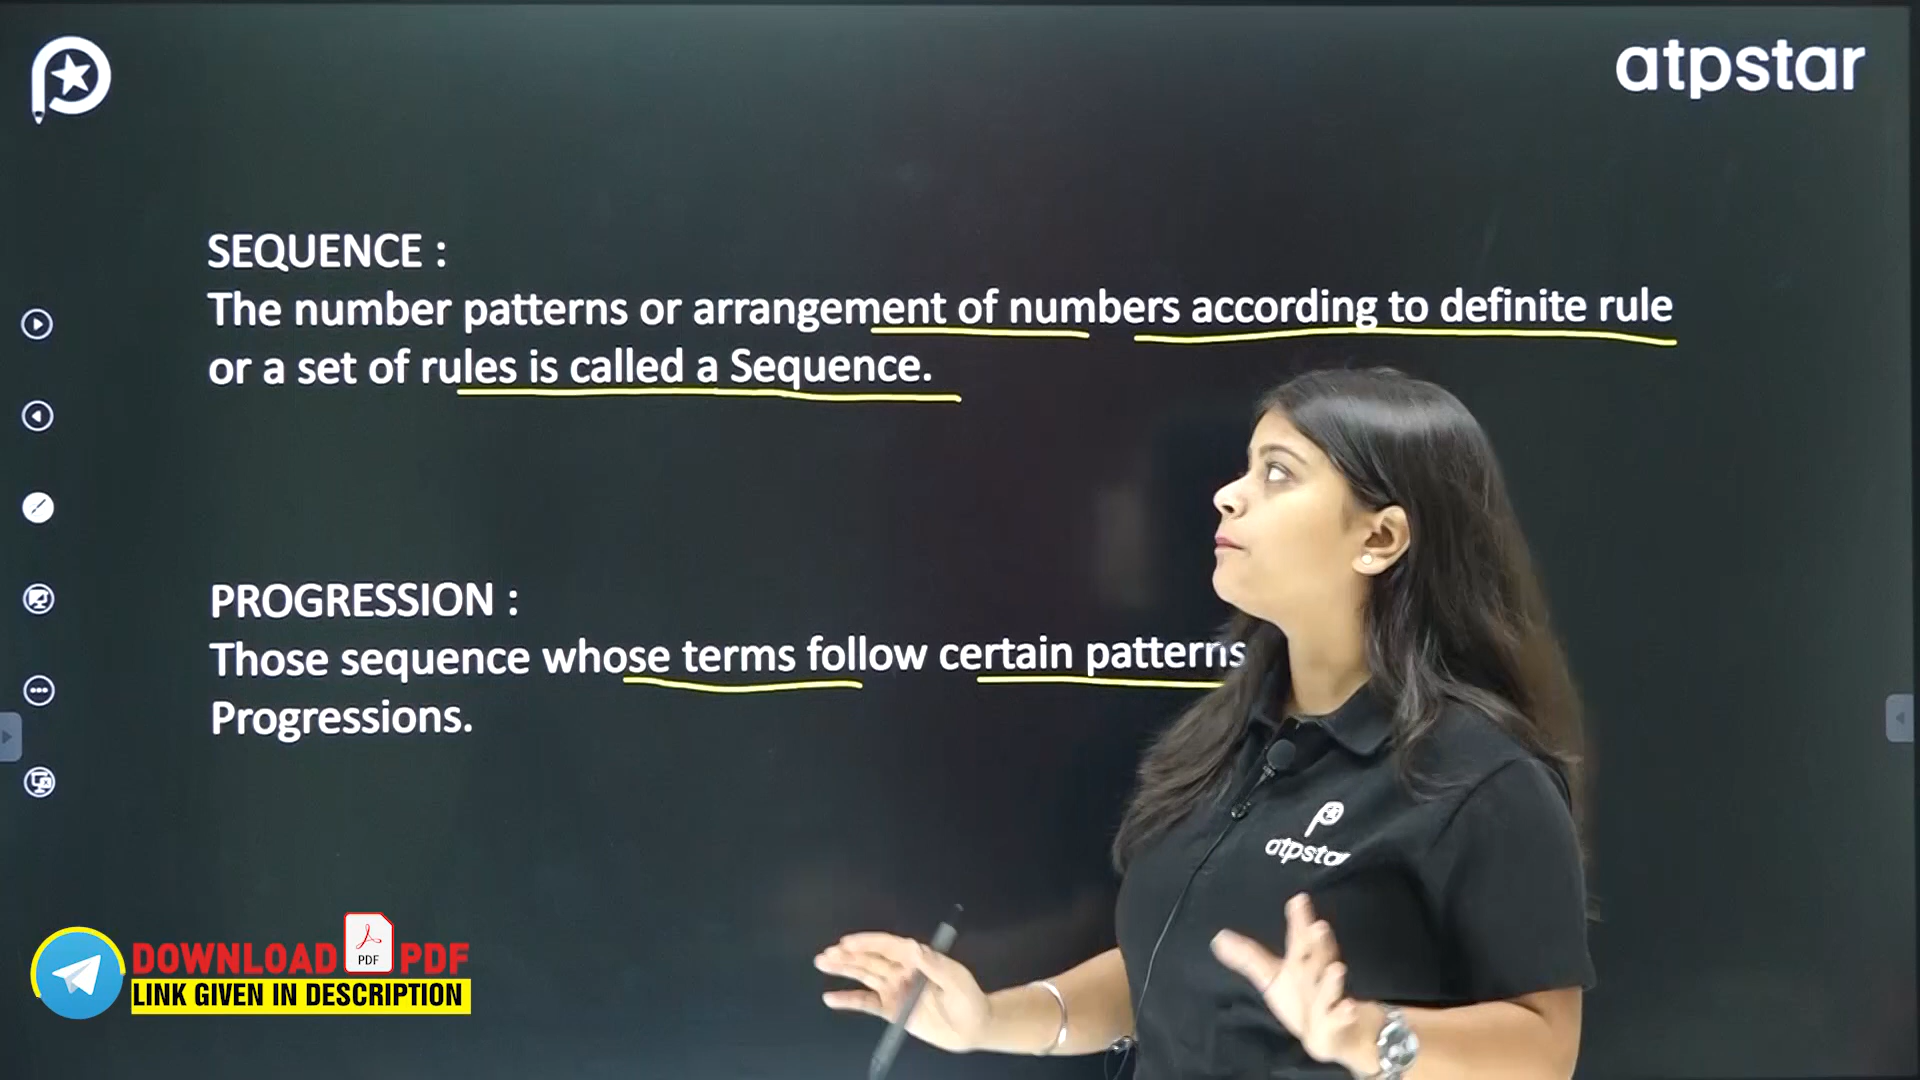 atpstar
SEQUENCE :
The number patterns or arrangement of numbers according to definite rule
or a set of rules is called a Sequence.
PROGRESSION :
Those sequence whose terms follow certain patterns
Progressions.
atpstar
DOWNLOAD PDF PDF
LINK GIVEN IN DESCRIPTION